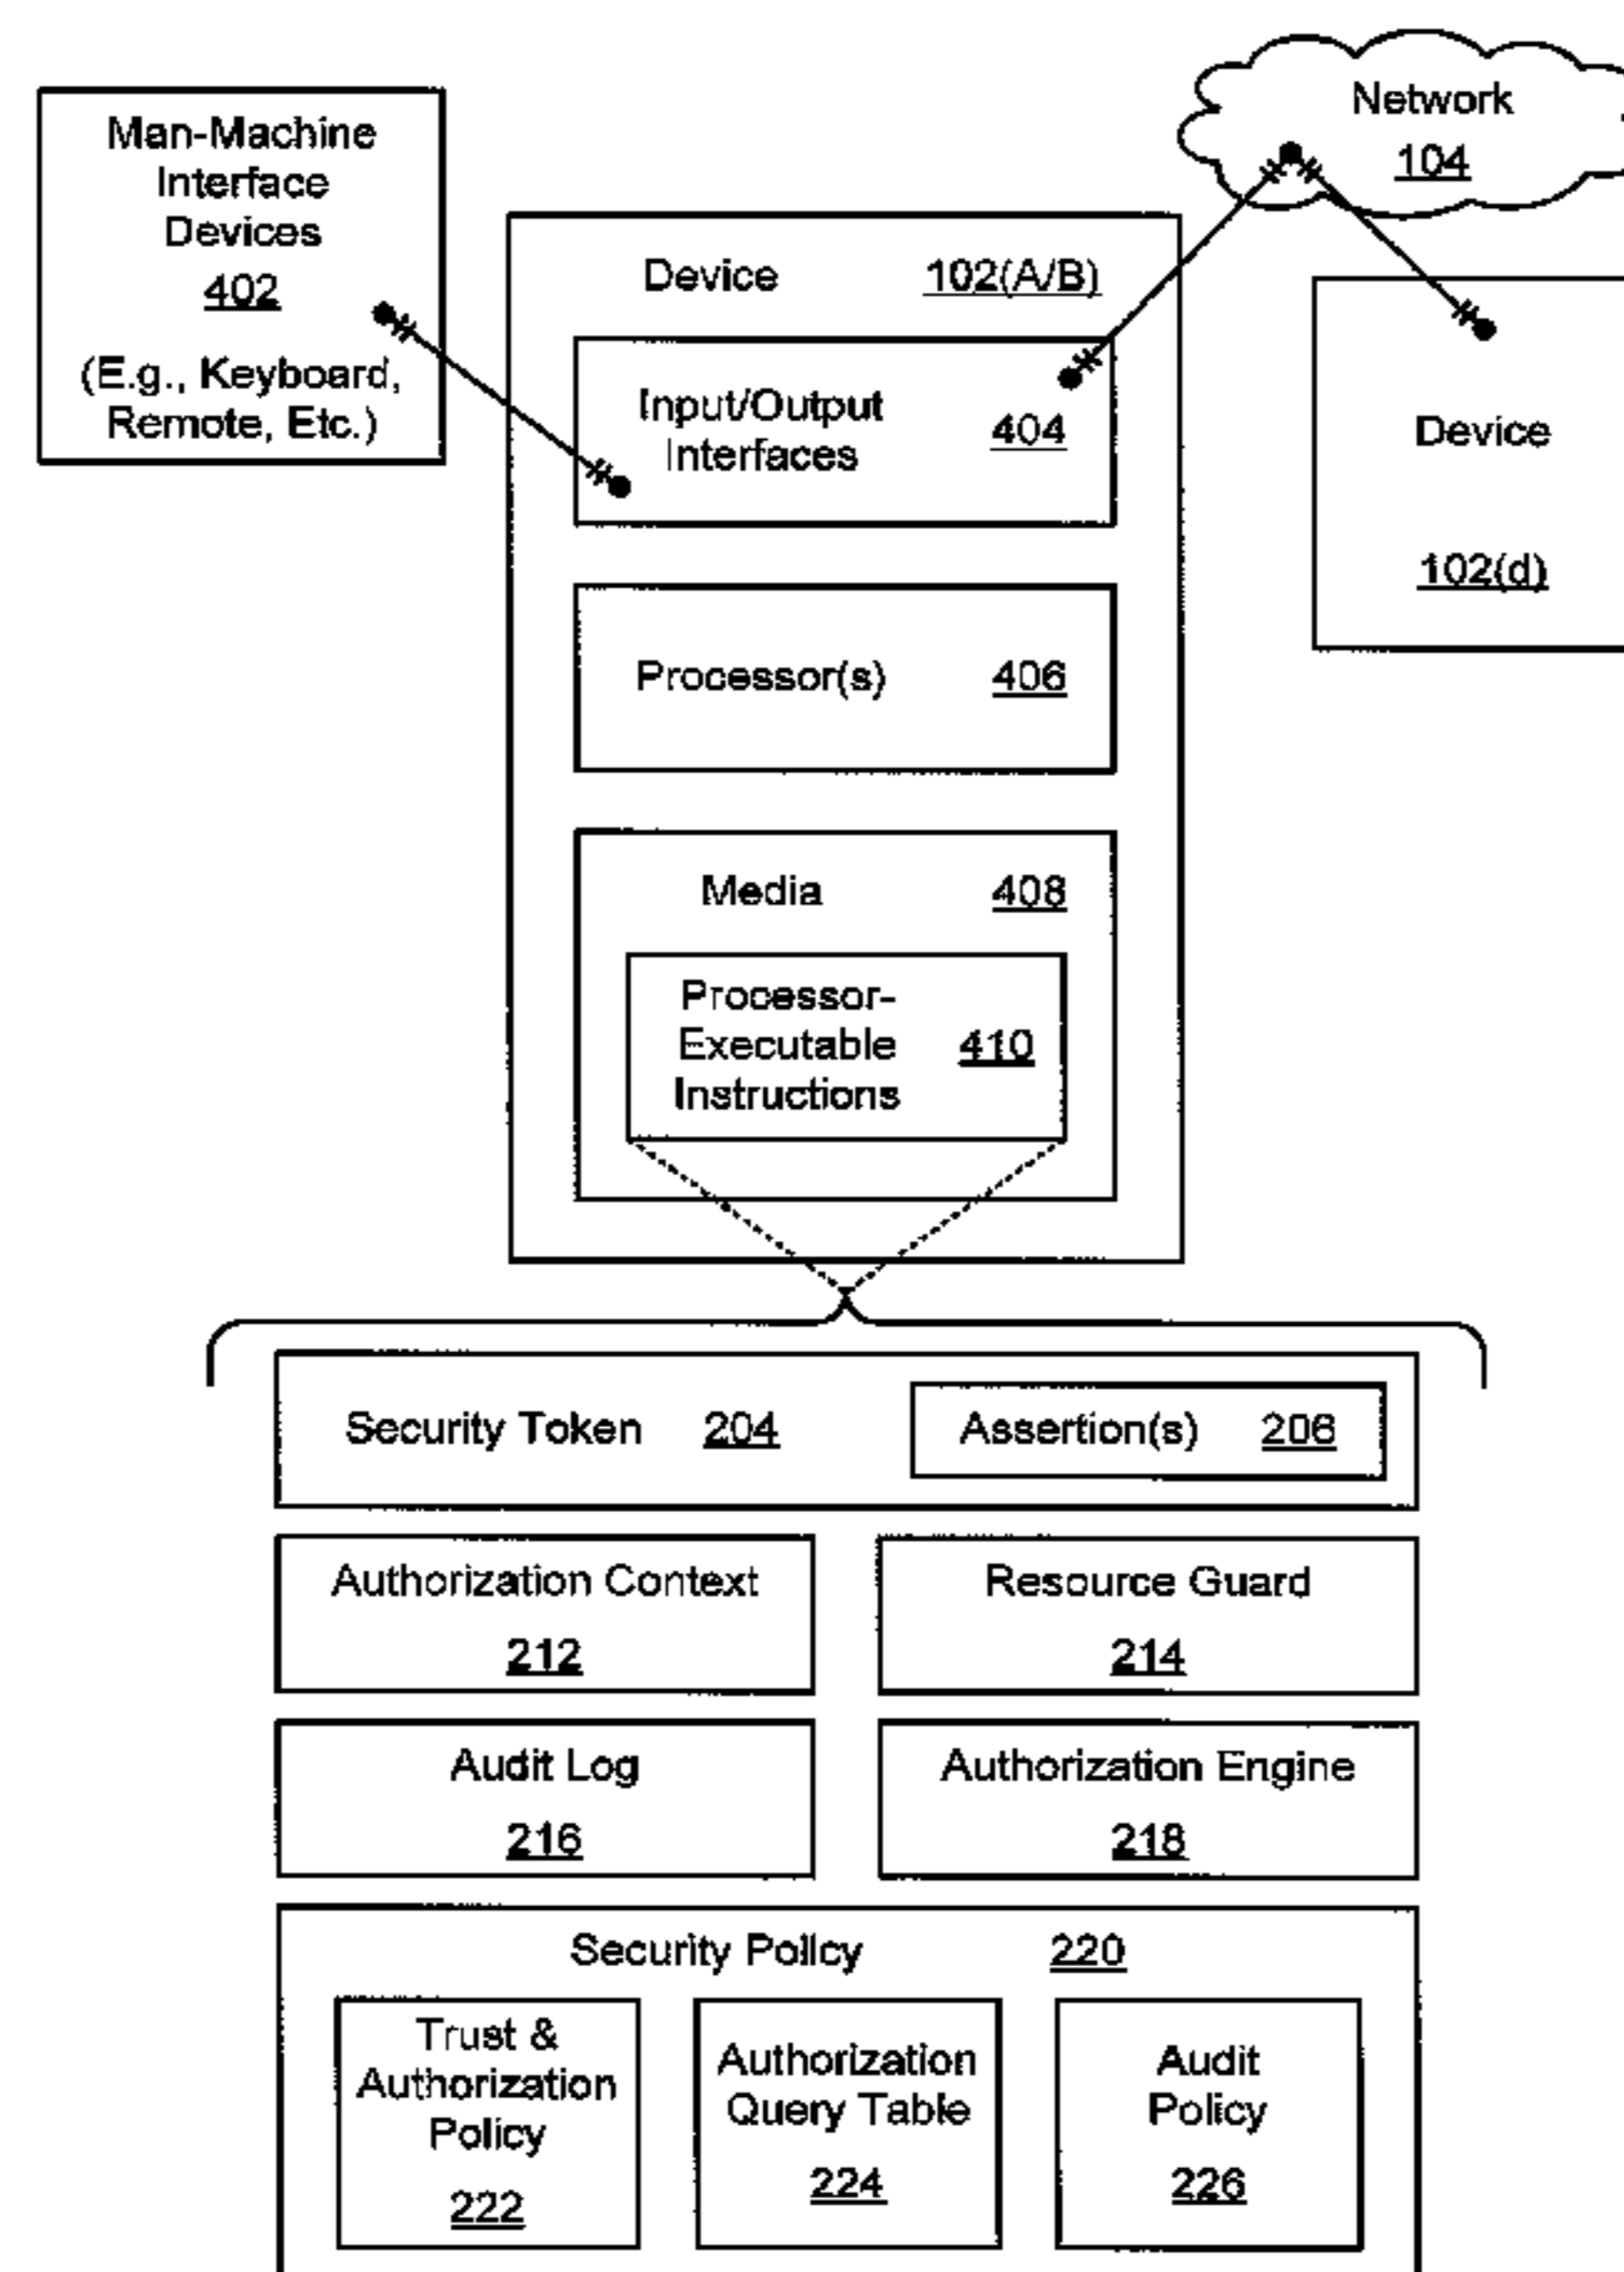 Man-Machine
Interface
Devices
402
(E.g., Keyboard,
Remote, Etc.)
Network
104
Device 102(A/B)
Input/Output
Interfaces
404
Device
102(d)
Processor(s) 406
Media 408
Processor-
Executable
Instructions
410
Security Token 204
Assertion(s) 206
Authorization Context
212
Resource Guard
214
Audit Log
216
Authorization Engine
218
Security Policy 220
Trust &
Authorization
Policy
222
Authorization
Query Table
224
Audit
Policy
226